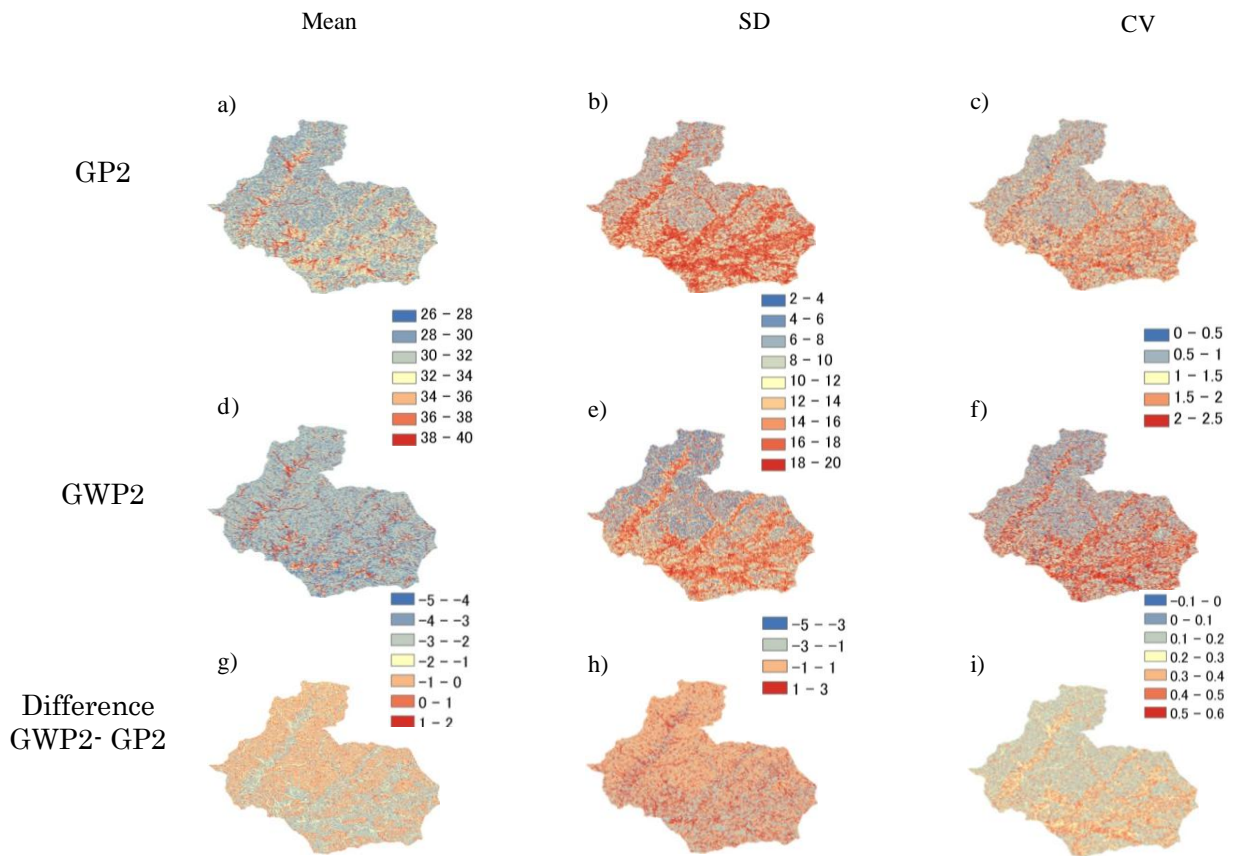 Mean
SD
CV
a)
b)
c)
GP2
26 – 28
28 – 30
30 – 32
32 – 34
34 – 36
36 – 38
38 – 40
2 – 4
4 – 6
6 – 8
8 – 10
10 – 12
12 – 14
14 – 16
16 – 18
18 – 20
0 – 0.5
0.5 – 1
1 – 1.5
1.5 – 2
2 – 2.5
d)
e)
f)
GWP2
-5 – -4
-4 – -3
-3 – -2
-2 – -1
-1 – 0
0 – 1
1 – 2
-5 – -3
-3 – -1
-1 – 1
1 – 3
-0.1 – 0
0 – 0.1
0.1 – 0.2
0.2 – 0.3
0.3 – 0.4
0.4 – 0.5
0.5 – 0.6
g)
h)
i)
Difference
GWP2- GP2